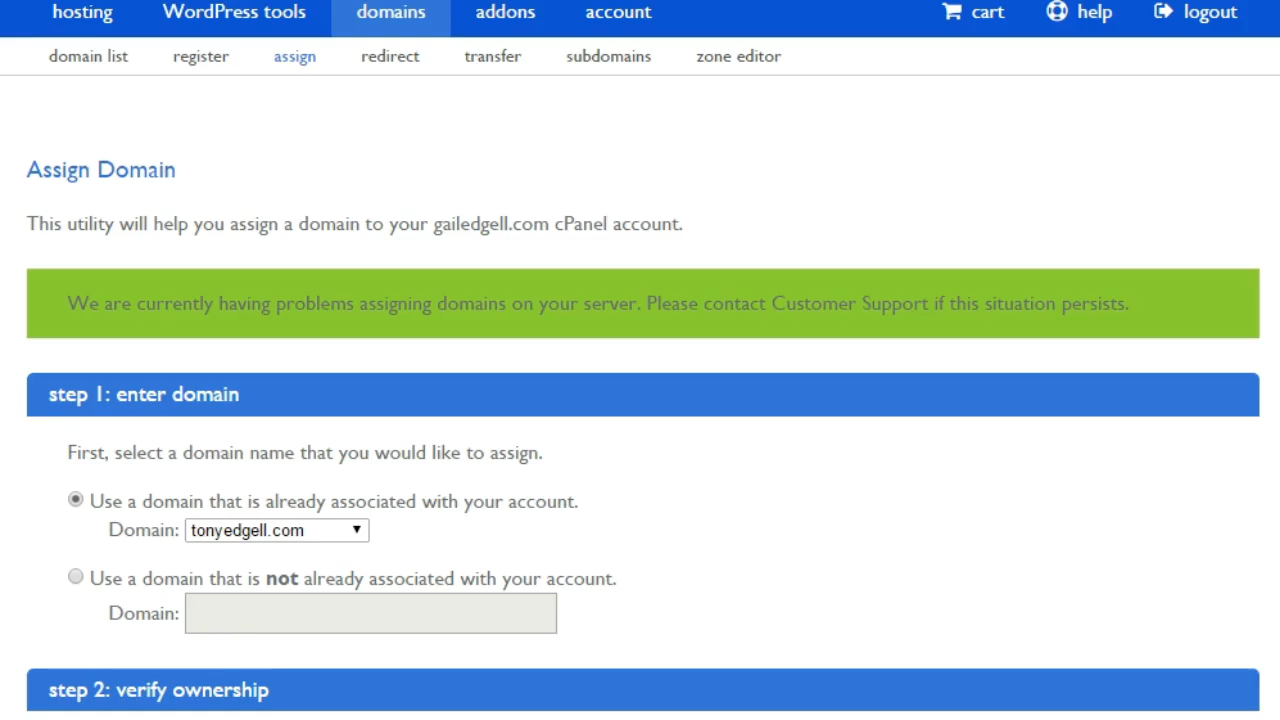 hosting WordPress tools domains addons account cart help logout
domain list register assign redirect transfer subdomains zone editor
Assign Domain
This utility will help you assign a domain to your gailedgell.com cPanel account.
We are currently having problems assigning domains on your server. Please contact Customer Support if this situation persists.
step 1: enter domain
First, select a domain name that you would like to assign.
Use a domain that is already associated with your account.
Domain: tonyedgell.com
Use a domain that is not already associated with your account.
Domain:
step 2: verify ownership